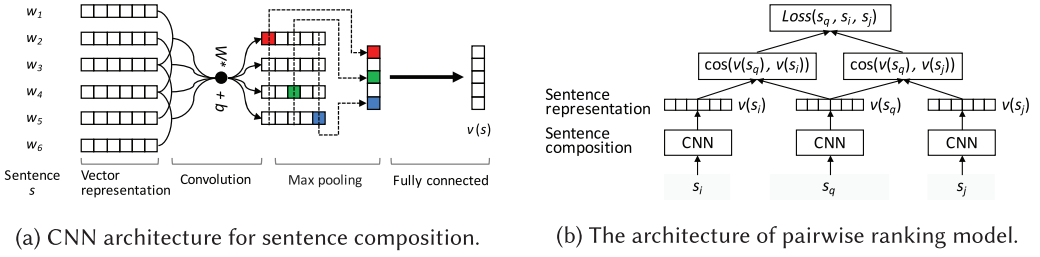 w1
w2
w3
w4
w5
w6
W* + b
v(s)
Sentence s
Vector representation
Convolution
Max pooling
Fully connected
(a) CNN architecture for sentence composition.
Loss(sq , si , sj)
cos(v(sq) , v(si))
cos(v(sq) , v(sj))
Sentence representation
v(si)
v(sq)
v(sj)
Sentence composition
CNN
CNN
CNN
si
sq
sj
(b) The architecture of pairwise ranking model.